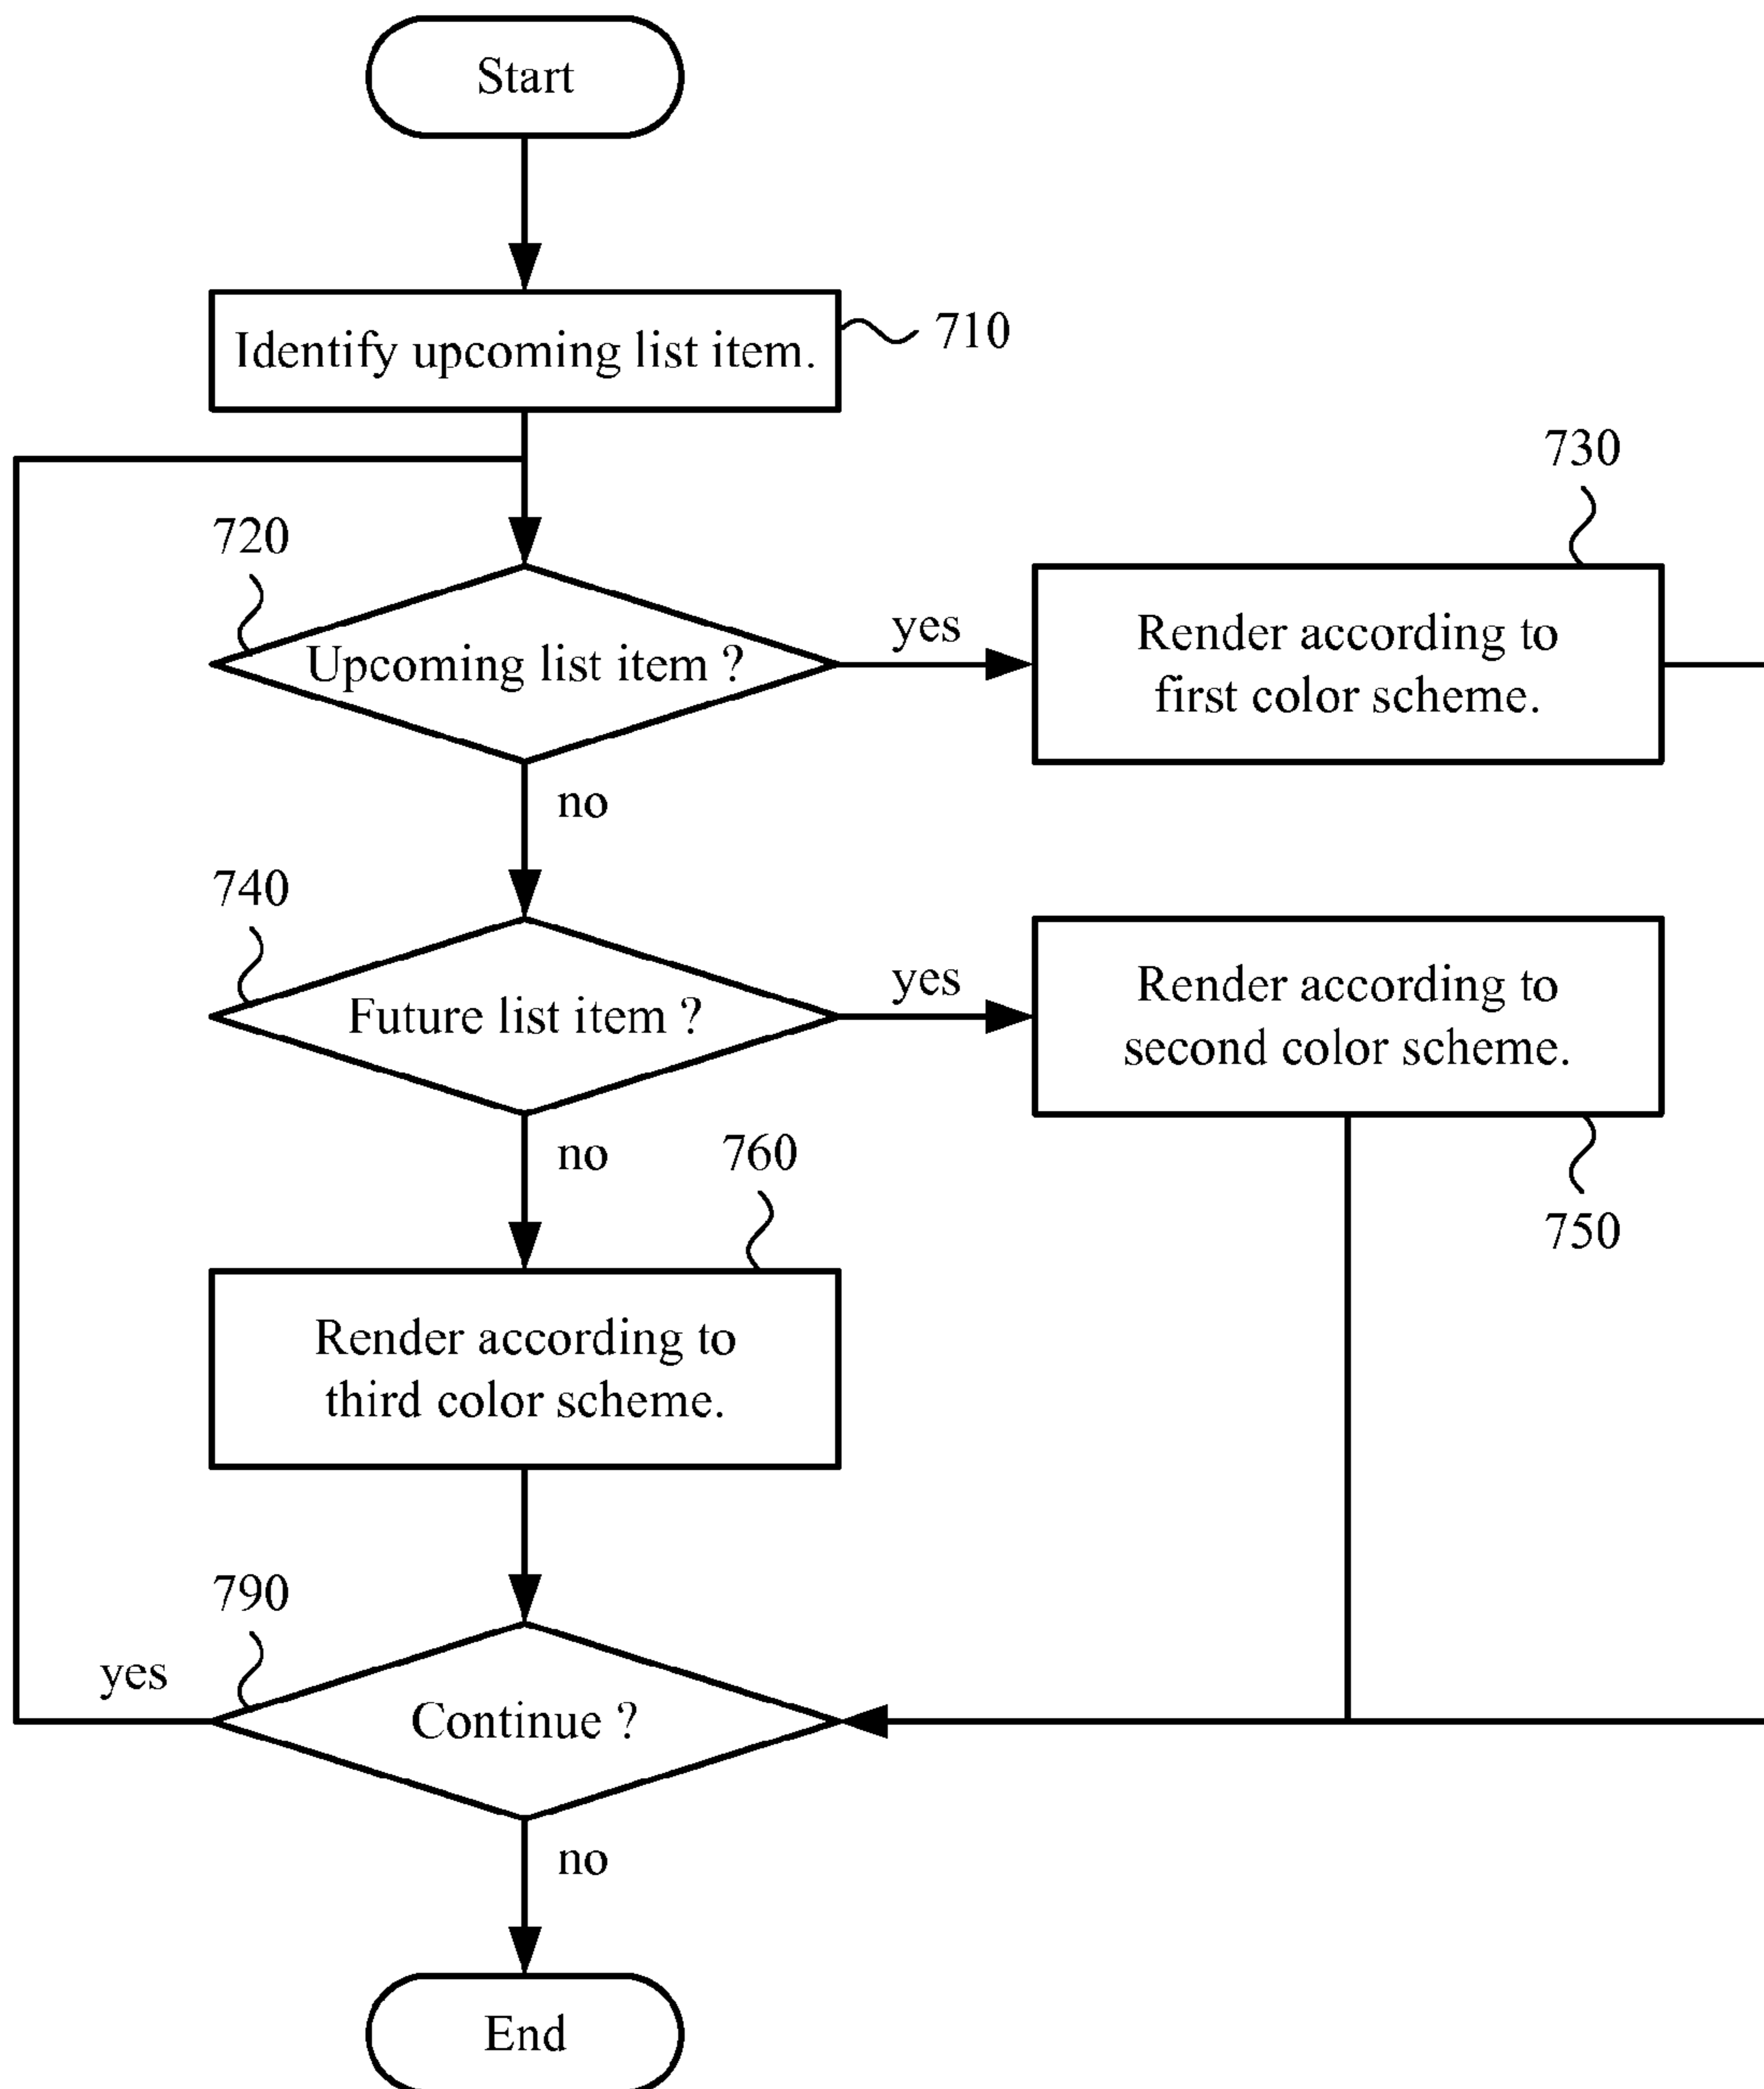 Start
Identify upcoming list item.
710
730
720
Upcoming list item ?
yes
Render according to
first color scheme.
no
740
Future list item ?
yes
Render according to
second color scheme.
no
760
750
Render according to
third color scheme.
790
yes
Continue ?
no
End